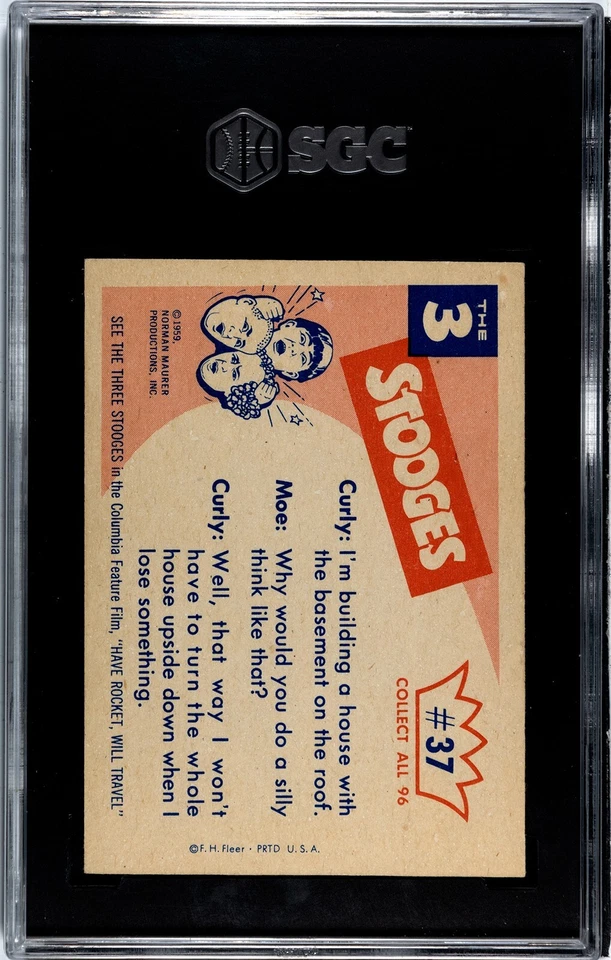 SGC
THE
3
STOOGES
#37
COLLECT ALL 96
Curly: I'm building a house with
the basement on the roof.
Moe: Why would you do a silly
think like that?
Curly: Well, that way I won't
have to turn the whole
house upside down when I
lose something.
©1959,
NORMAN MAURER
PRODUCTIONS, INC.
SEE THE THREE STOOGES in the Columbia Feature Film, "HAVE ROCKET, WILL TRAVEL"
©F. H. Fleer · PRTD U. S. A.